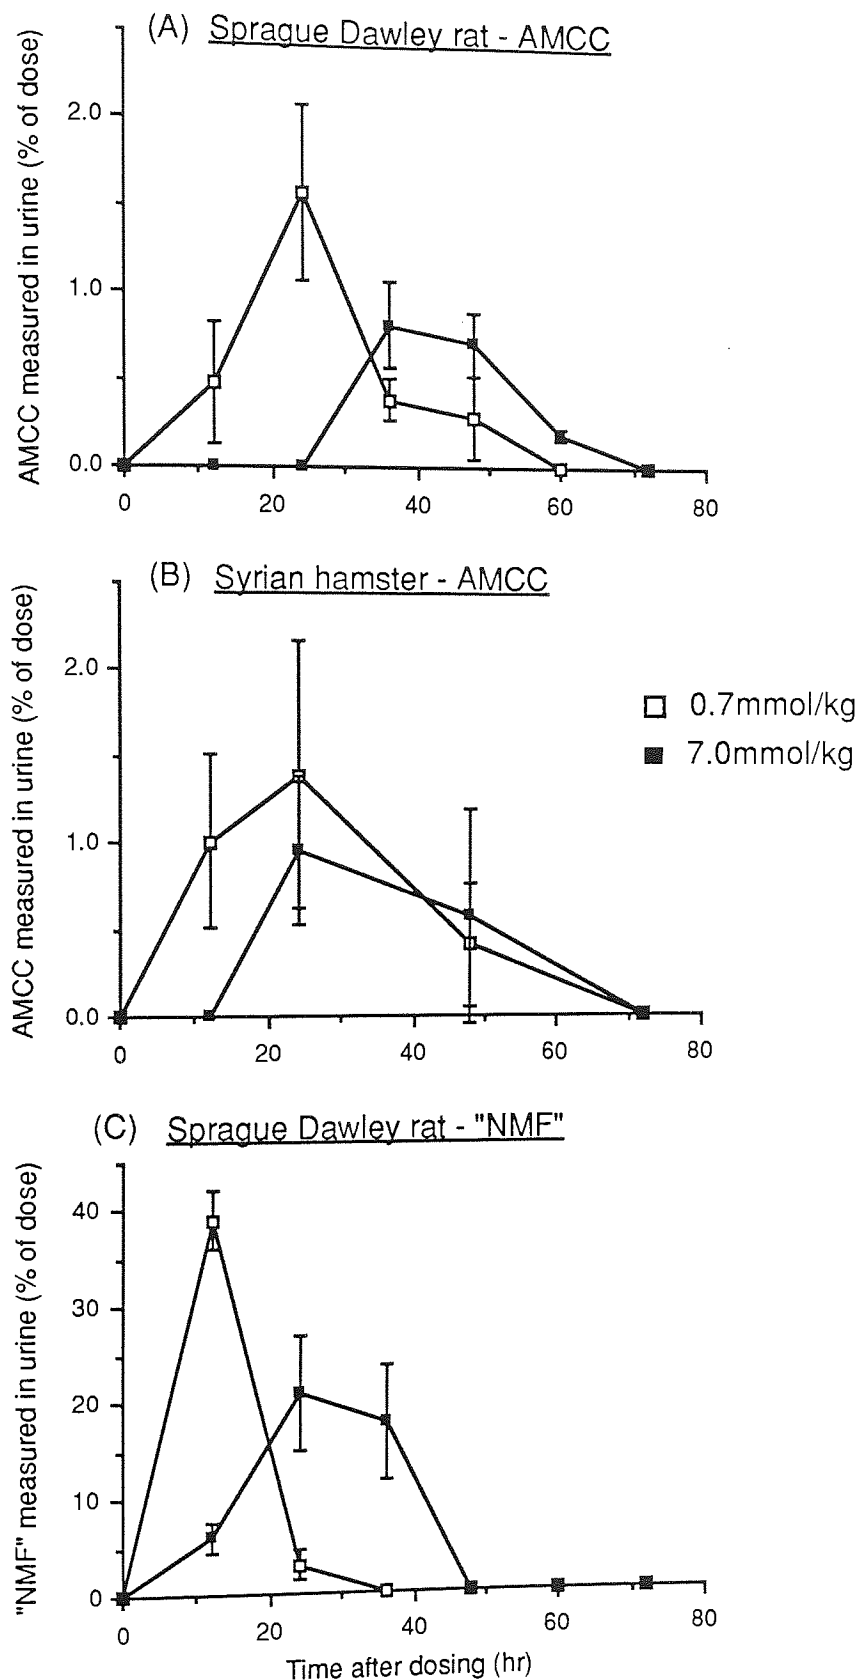 (A) Sprague Dawley rat - AMCC
AMCC measured in urine (% of dose)
2.0
1.0
0.0
0 20 40 60 80
(B) Syrian hamster - AMCC
AMCC measured in urine (% of dose)
2.0
1.0
0.0
0 20 40 60 80
0.7mmol/kg
7.0mmol/kg
(C) Sprague Dawley rat - "NMF"
"NMF" measured in urine (% of dose)
40
30
20
10
0
0 20 40 60 80
Time after dosing (hr)